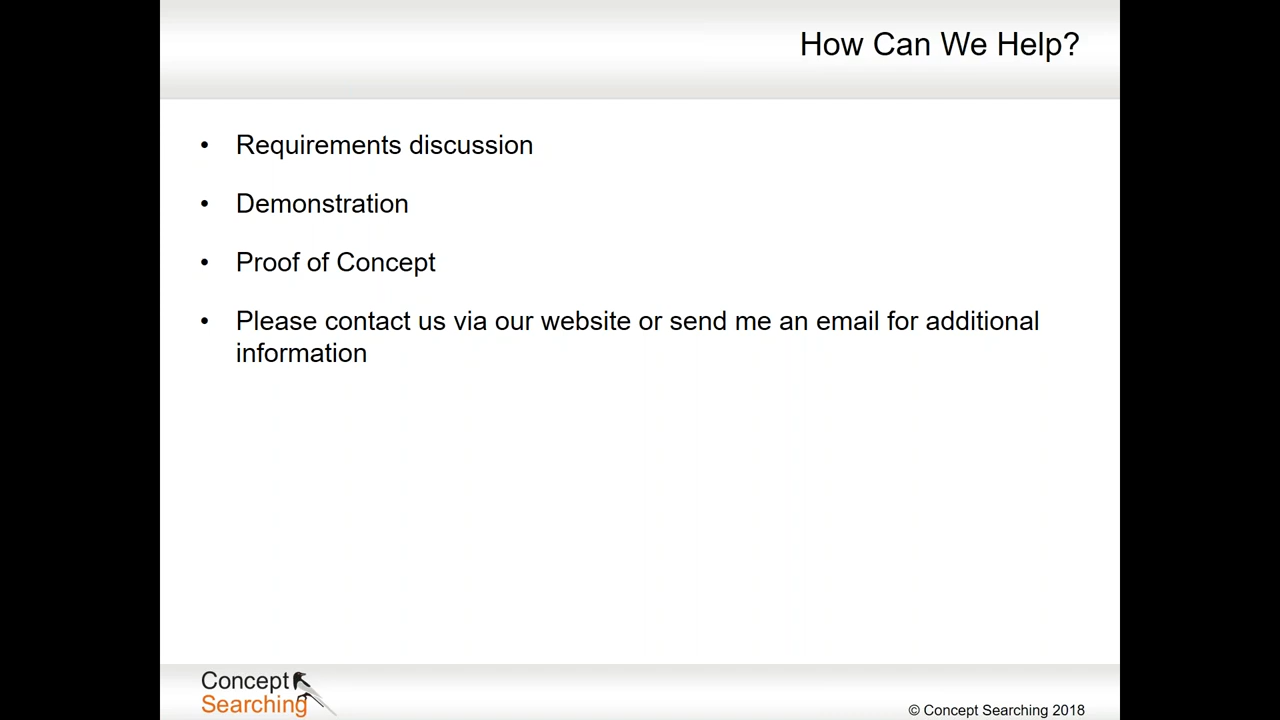 How Can We Help?
• Requirements discussion
• Demonstration
• Proof of Concept
• Please contact us via our website or send me an email for additional
information
Concept
Searching
© Concept Searching 2018